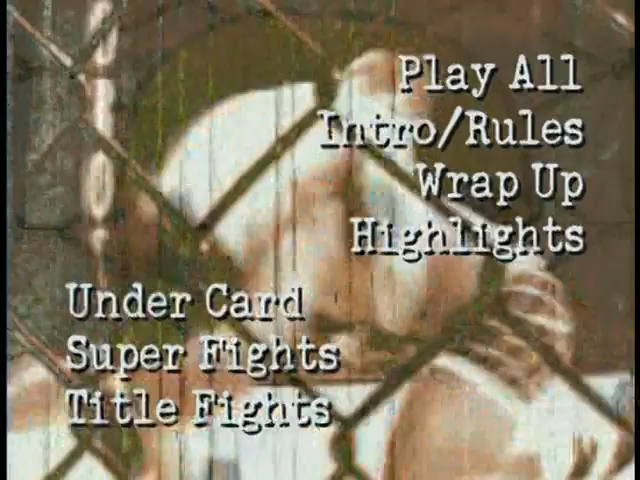 Play All
Intro/Rules
Wrap Up
Highlights
Under Card
Super Fights
Title Fights